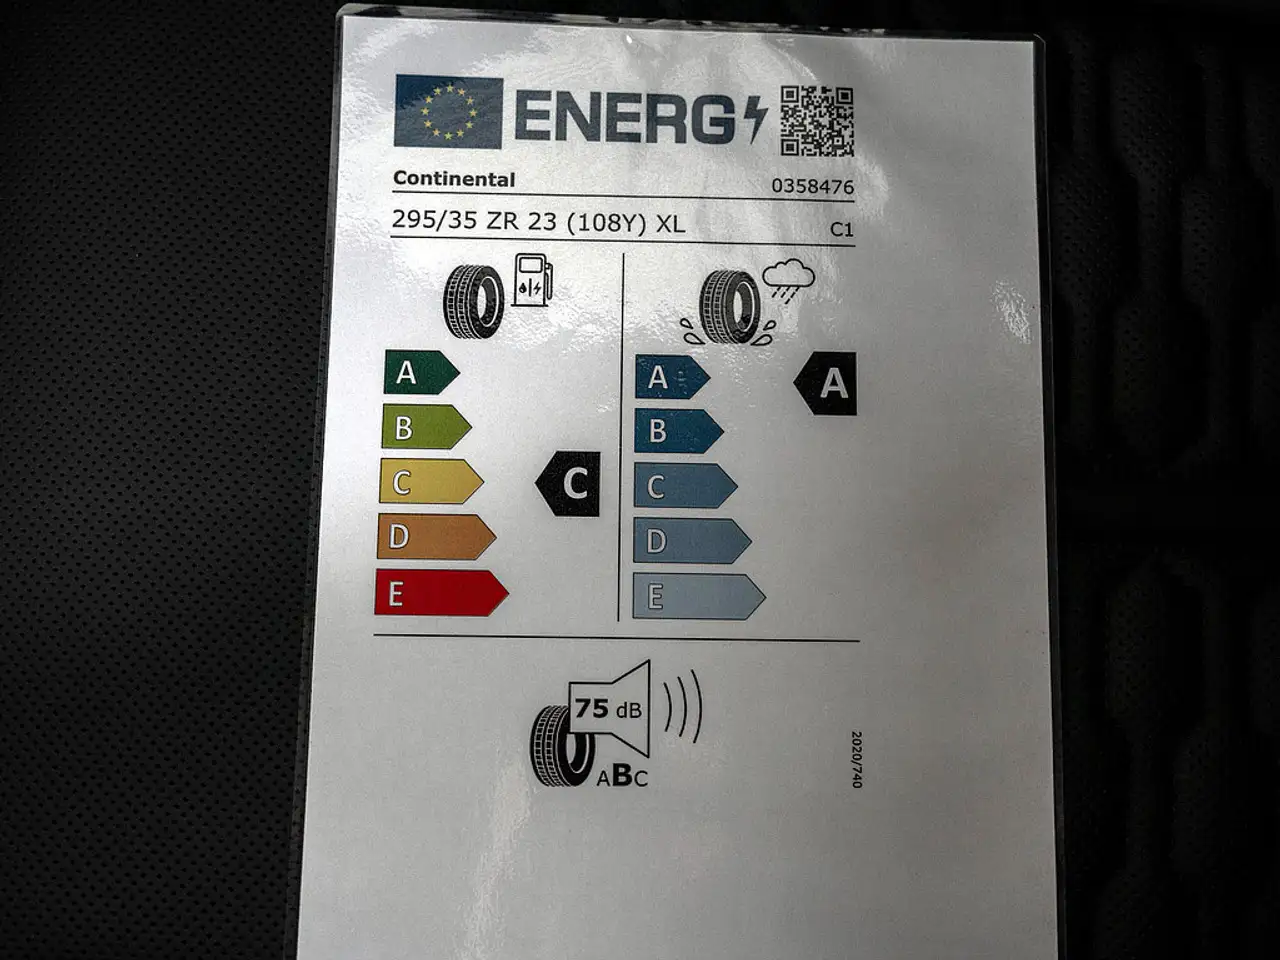 ENERG
Continental 0358476
295/35 ZR 23 (108Y) XL C1
A
B
C
D
E
C
A
B
C
D
E
A
75 dB
ABC
2020/740